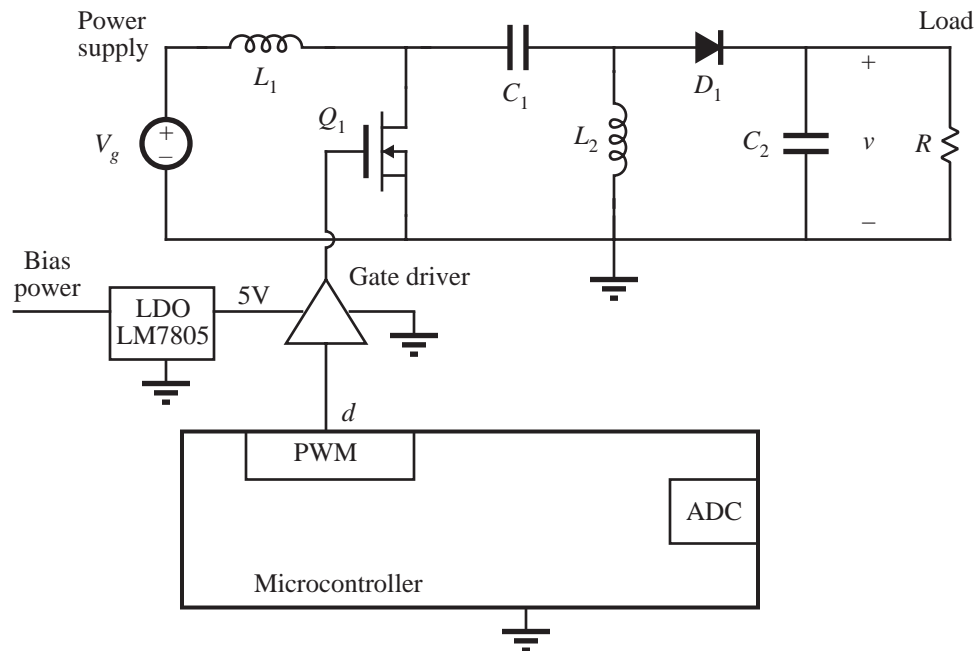 Power
supply
Load
L1
C1
D1
+
Q1
L2
C2
v
R
Vg
+
−
−
Bias
power
5V
Gate driver
LDO
LM7805
d
PWM
ADC
Microcontroller